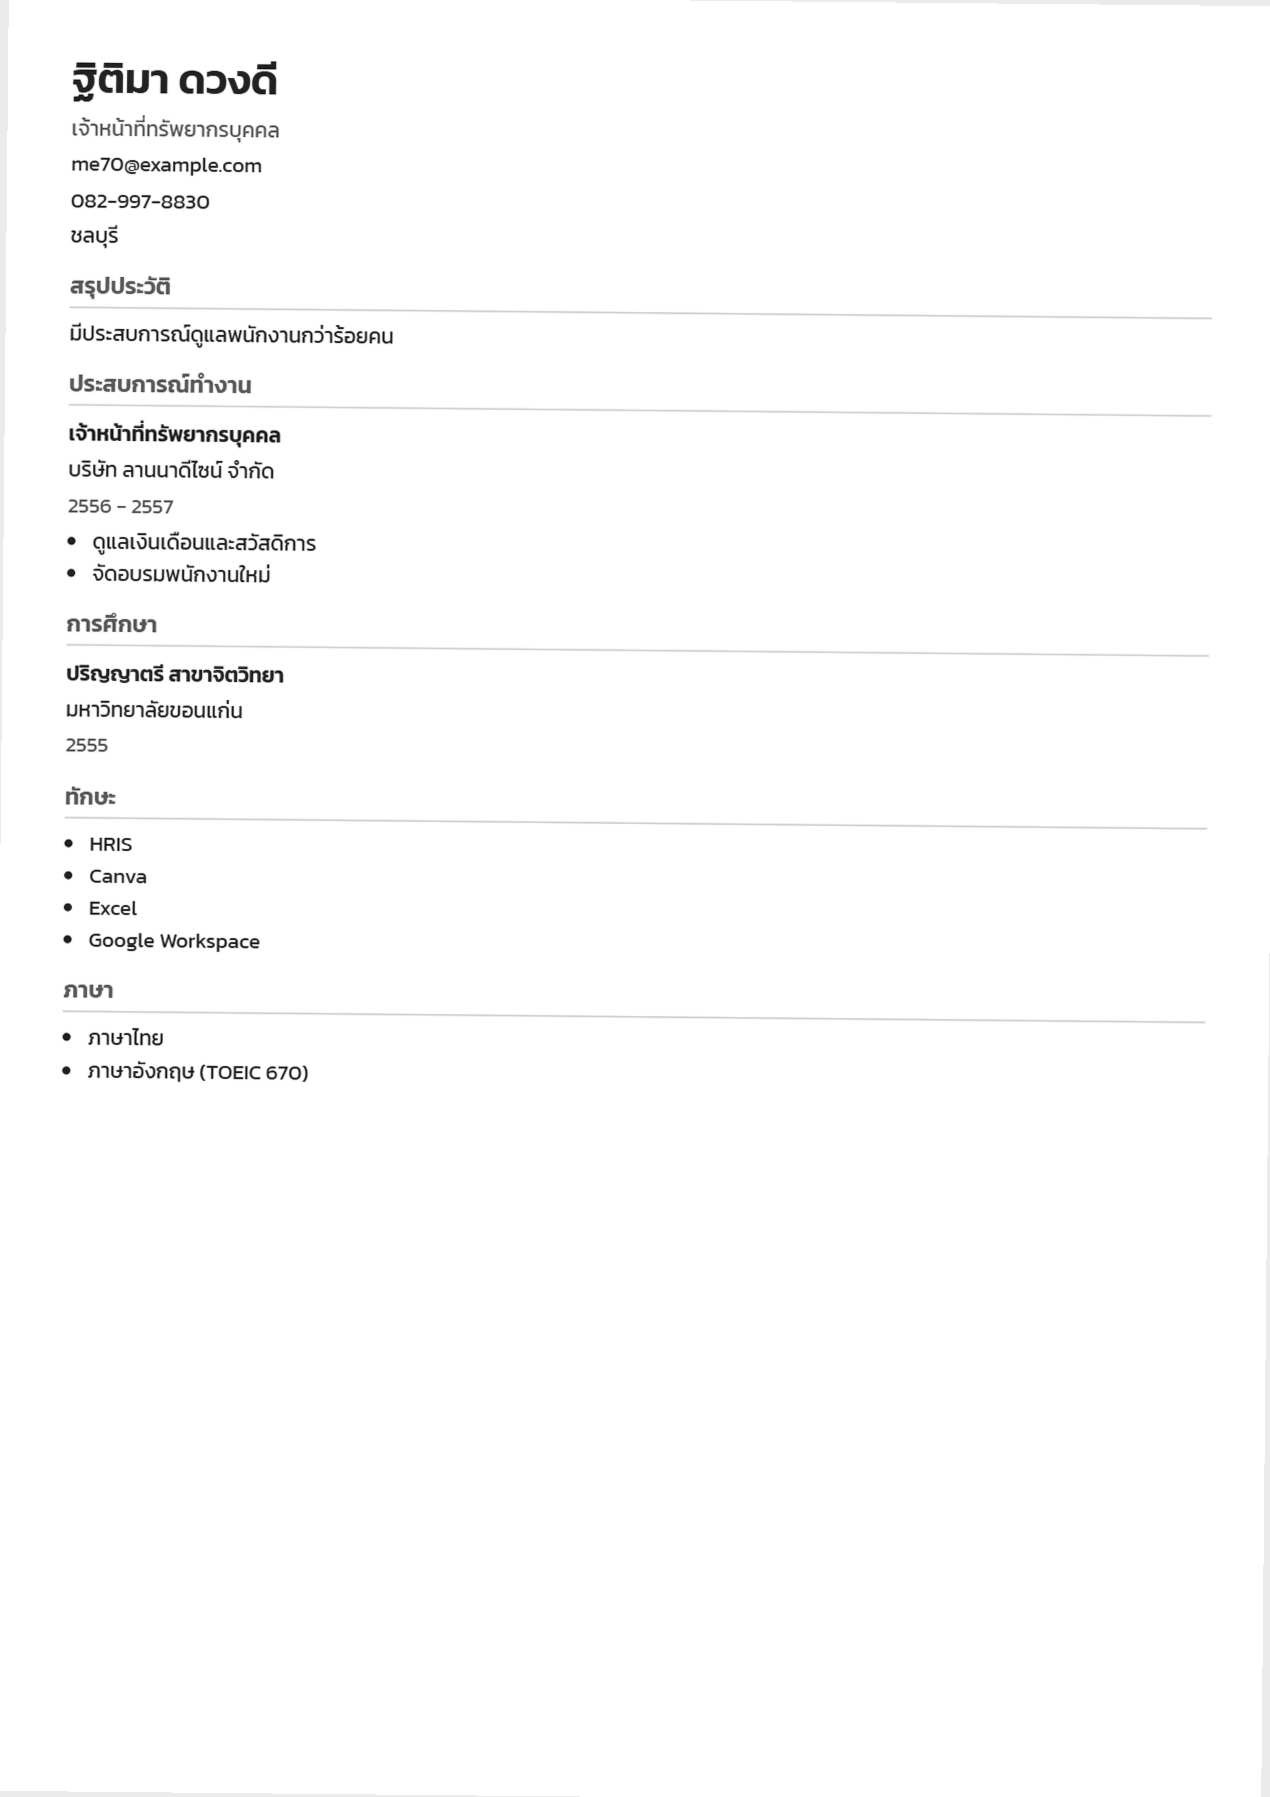 ฐิติมา ดวงดี
เจ้าหน้าที่ทรัพยากรบุคคล
me70@example.com
082-997-8830
ชลบุรี
สรุปประวัติ
มีประสบการณ์ดูแลพนักงานกว่าร้อยคน
ประสบการณ์ทำงาน
เจ้าหน้าที่ทรัพยากรบุคคล
บริษัท ลานนาดีไซน์ จำกัด
2556 - 2557
• ดูแลเงินเดือนและสวัสดิการ
• จัดอบรมพนักงานใหม่
การศึกษา
ปริญญาตรี สาขาจิตวิทยา
มหาวิทยาลัยขอนแก่น
2555
ทักษะ
• HRIS
• Canva
• Excel
• Google Workspace
ภาษา
• ภาษาไทย
• ภาษาอังกฤษ (TOEIC 670)